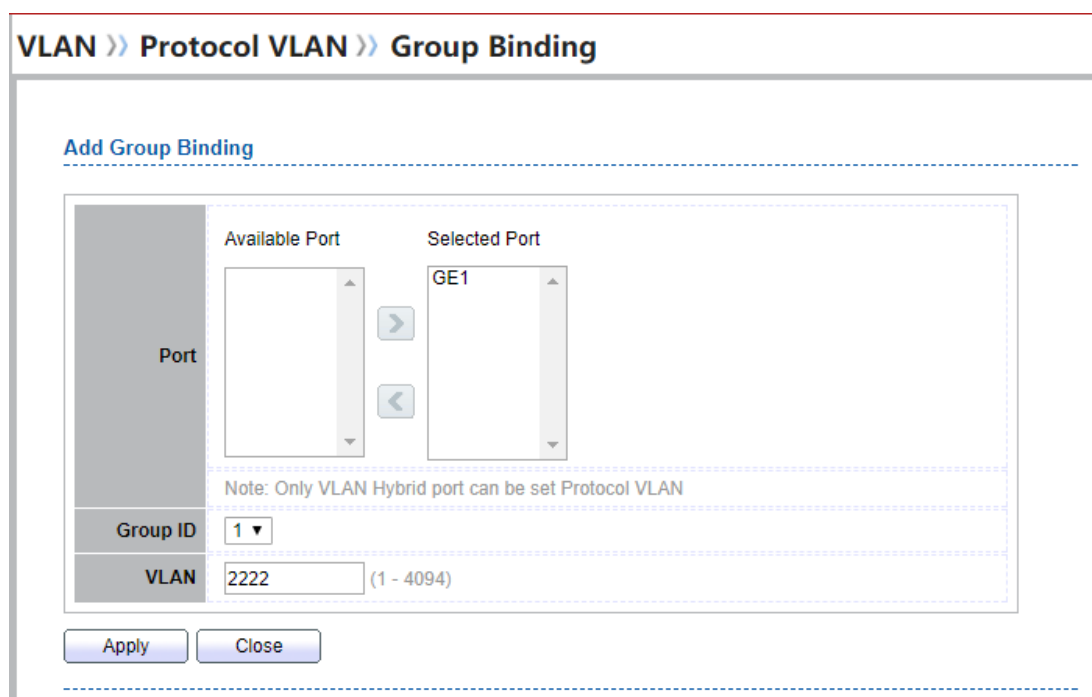 VLAN 》 Protocol VLAN 》 Group Binding
Add Group Binding
Available Port Selected Port
GE1
Port
Note: Only VLAN Hybrid port can be set Protocol VLAN
Group ID 1
VLAN 2222 (1 - 4094)
Apply Close